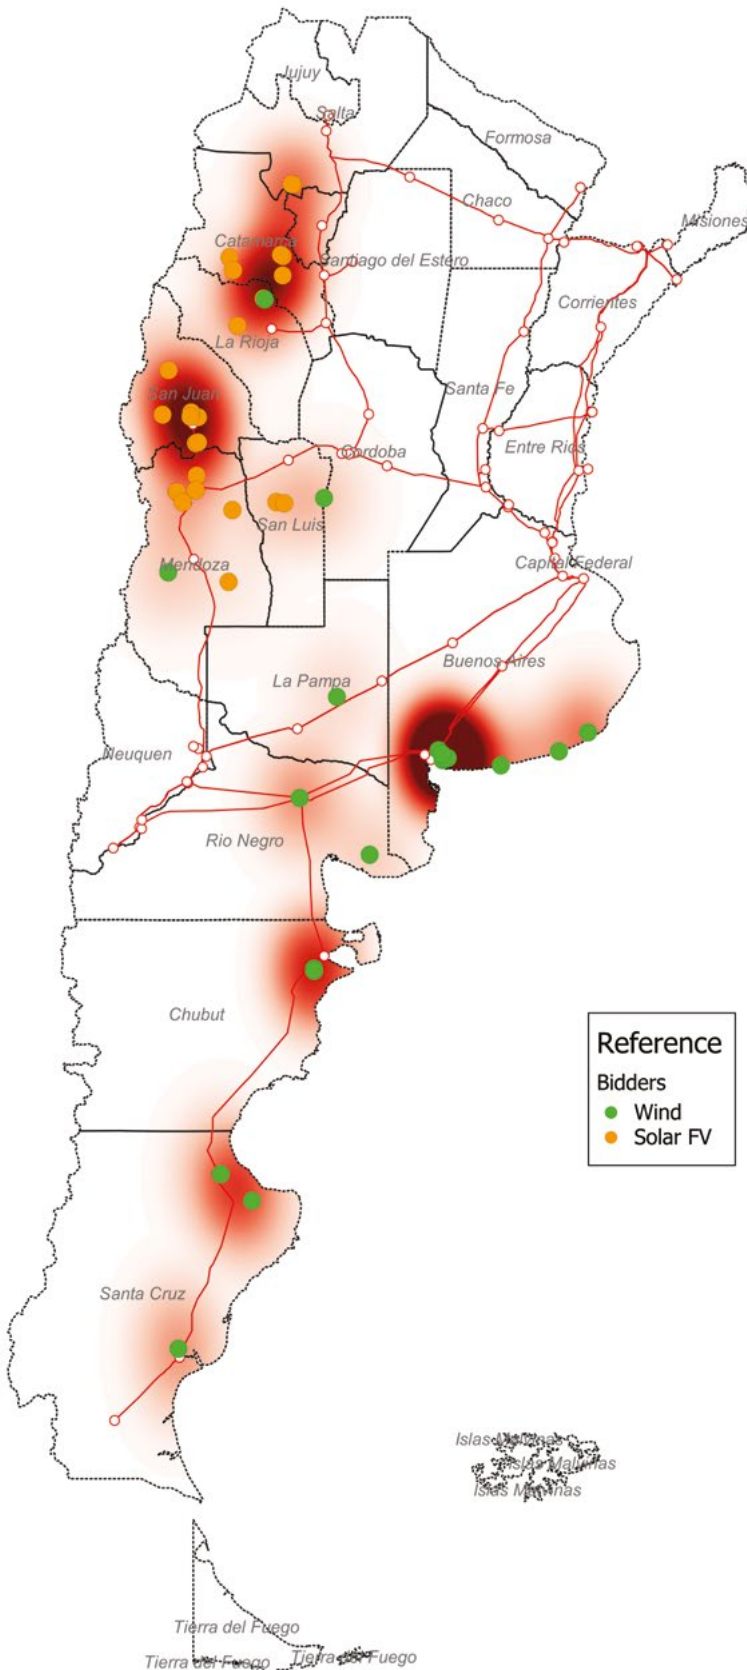 Jujuy
Salta
Formosa
Chaco
Misiones
Catamarca
Santiago del Estero
Corrientes
La Rioja
San Juan
Santa Fe
Cordoba
Entre Rios
San Luis
Mendoza
Capital Federal
Buenos Aires
La Pampa
Neuquen
Rio Negro
Chubut
Reference
Bidders
Wind
Solar FV
Santa Cruz
Islas Malvinas
Islas Malvinas
Islas Malvinas
Tierra del Fuego
Tierra del Fuego
Tierra del Fuego